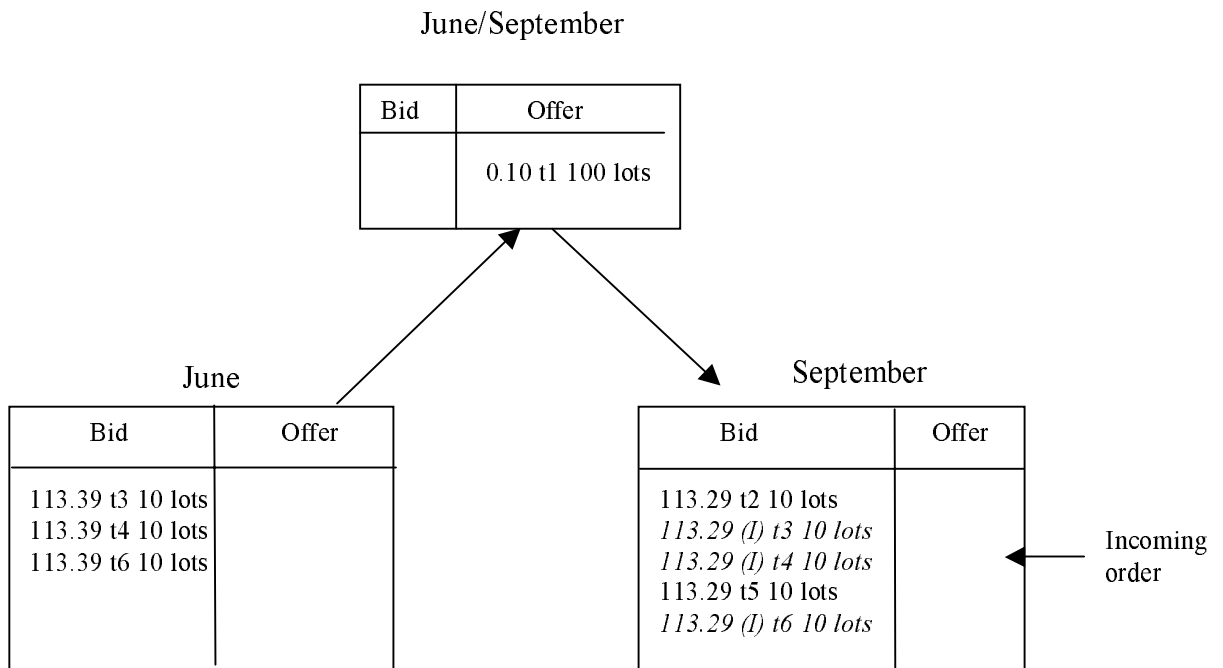 June/September
Bid Offer
0.10 t1 100 lots
June
Bid Offer
113.39 t3 10 lots
113.39 t4 10 lots
113.39 t6 10 lots
September
Bid Offer
113.29 t2 10 lots
113.29 (I) t3 10 lots
113.29 (I) t4 10 lots
113.29 t5 10 lots
113.29 (I) t6 10 lots
Incoming
order